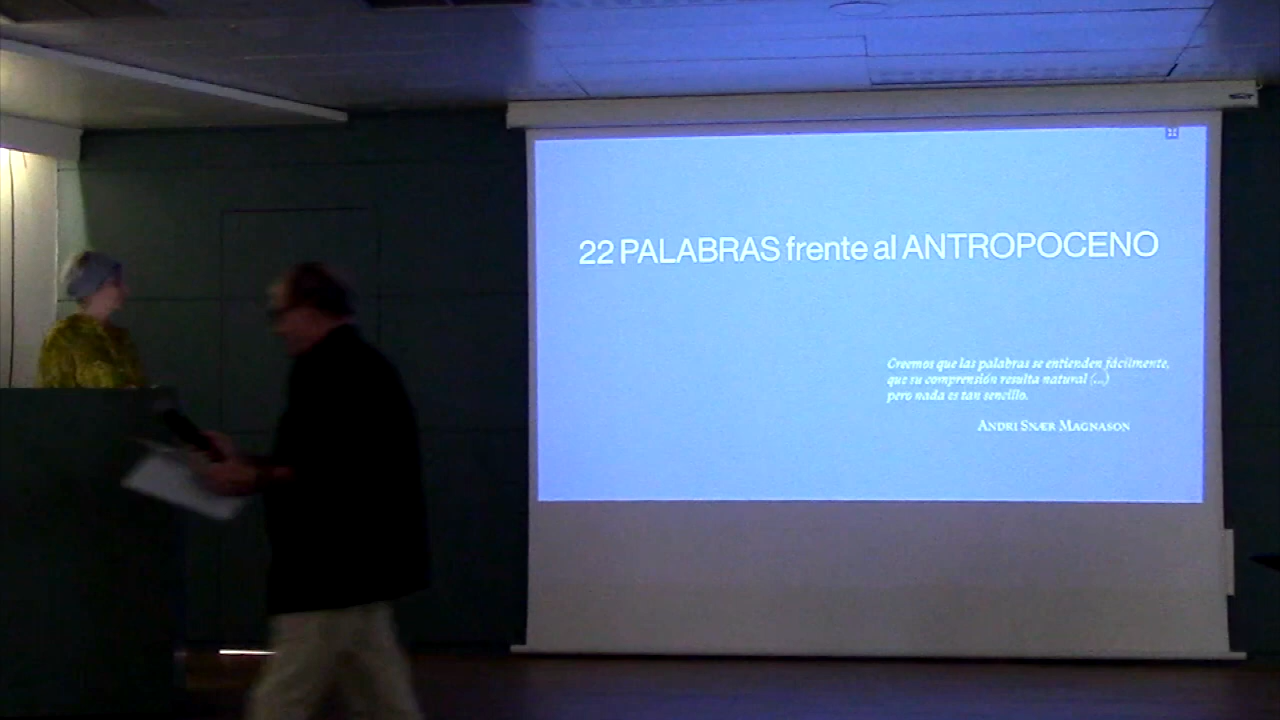 22 PALABRAS frente al ANTROPOCENO
Creemos que las palabras se entienden fácilmente,
que su comprensión resulta natural (...)
pero nada es tan sencillo.
ANDRI SNÆR MAGNASON